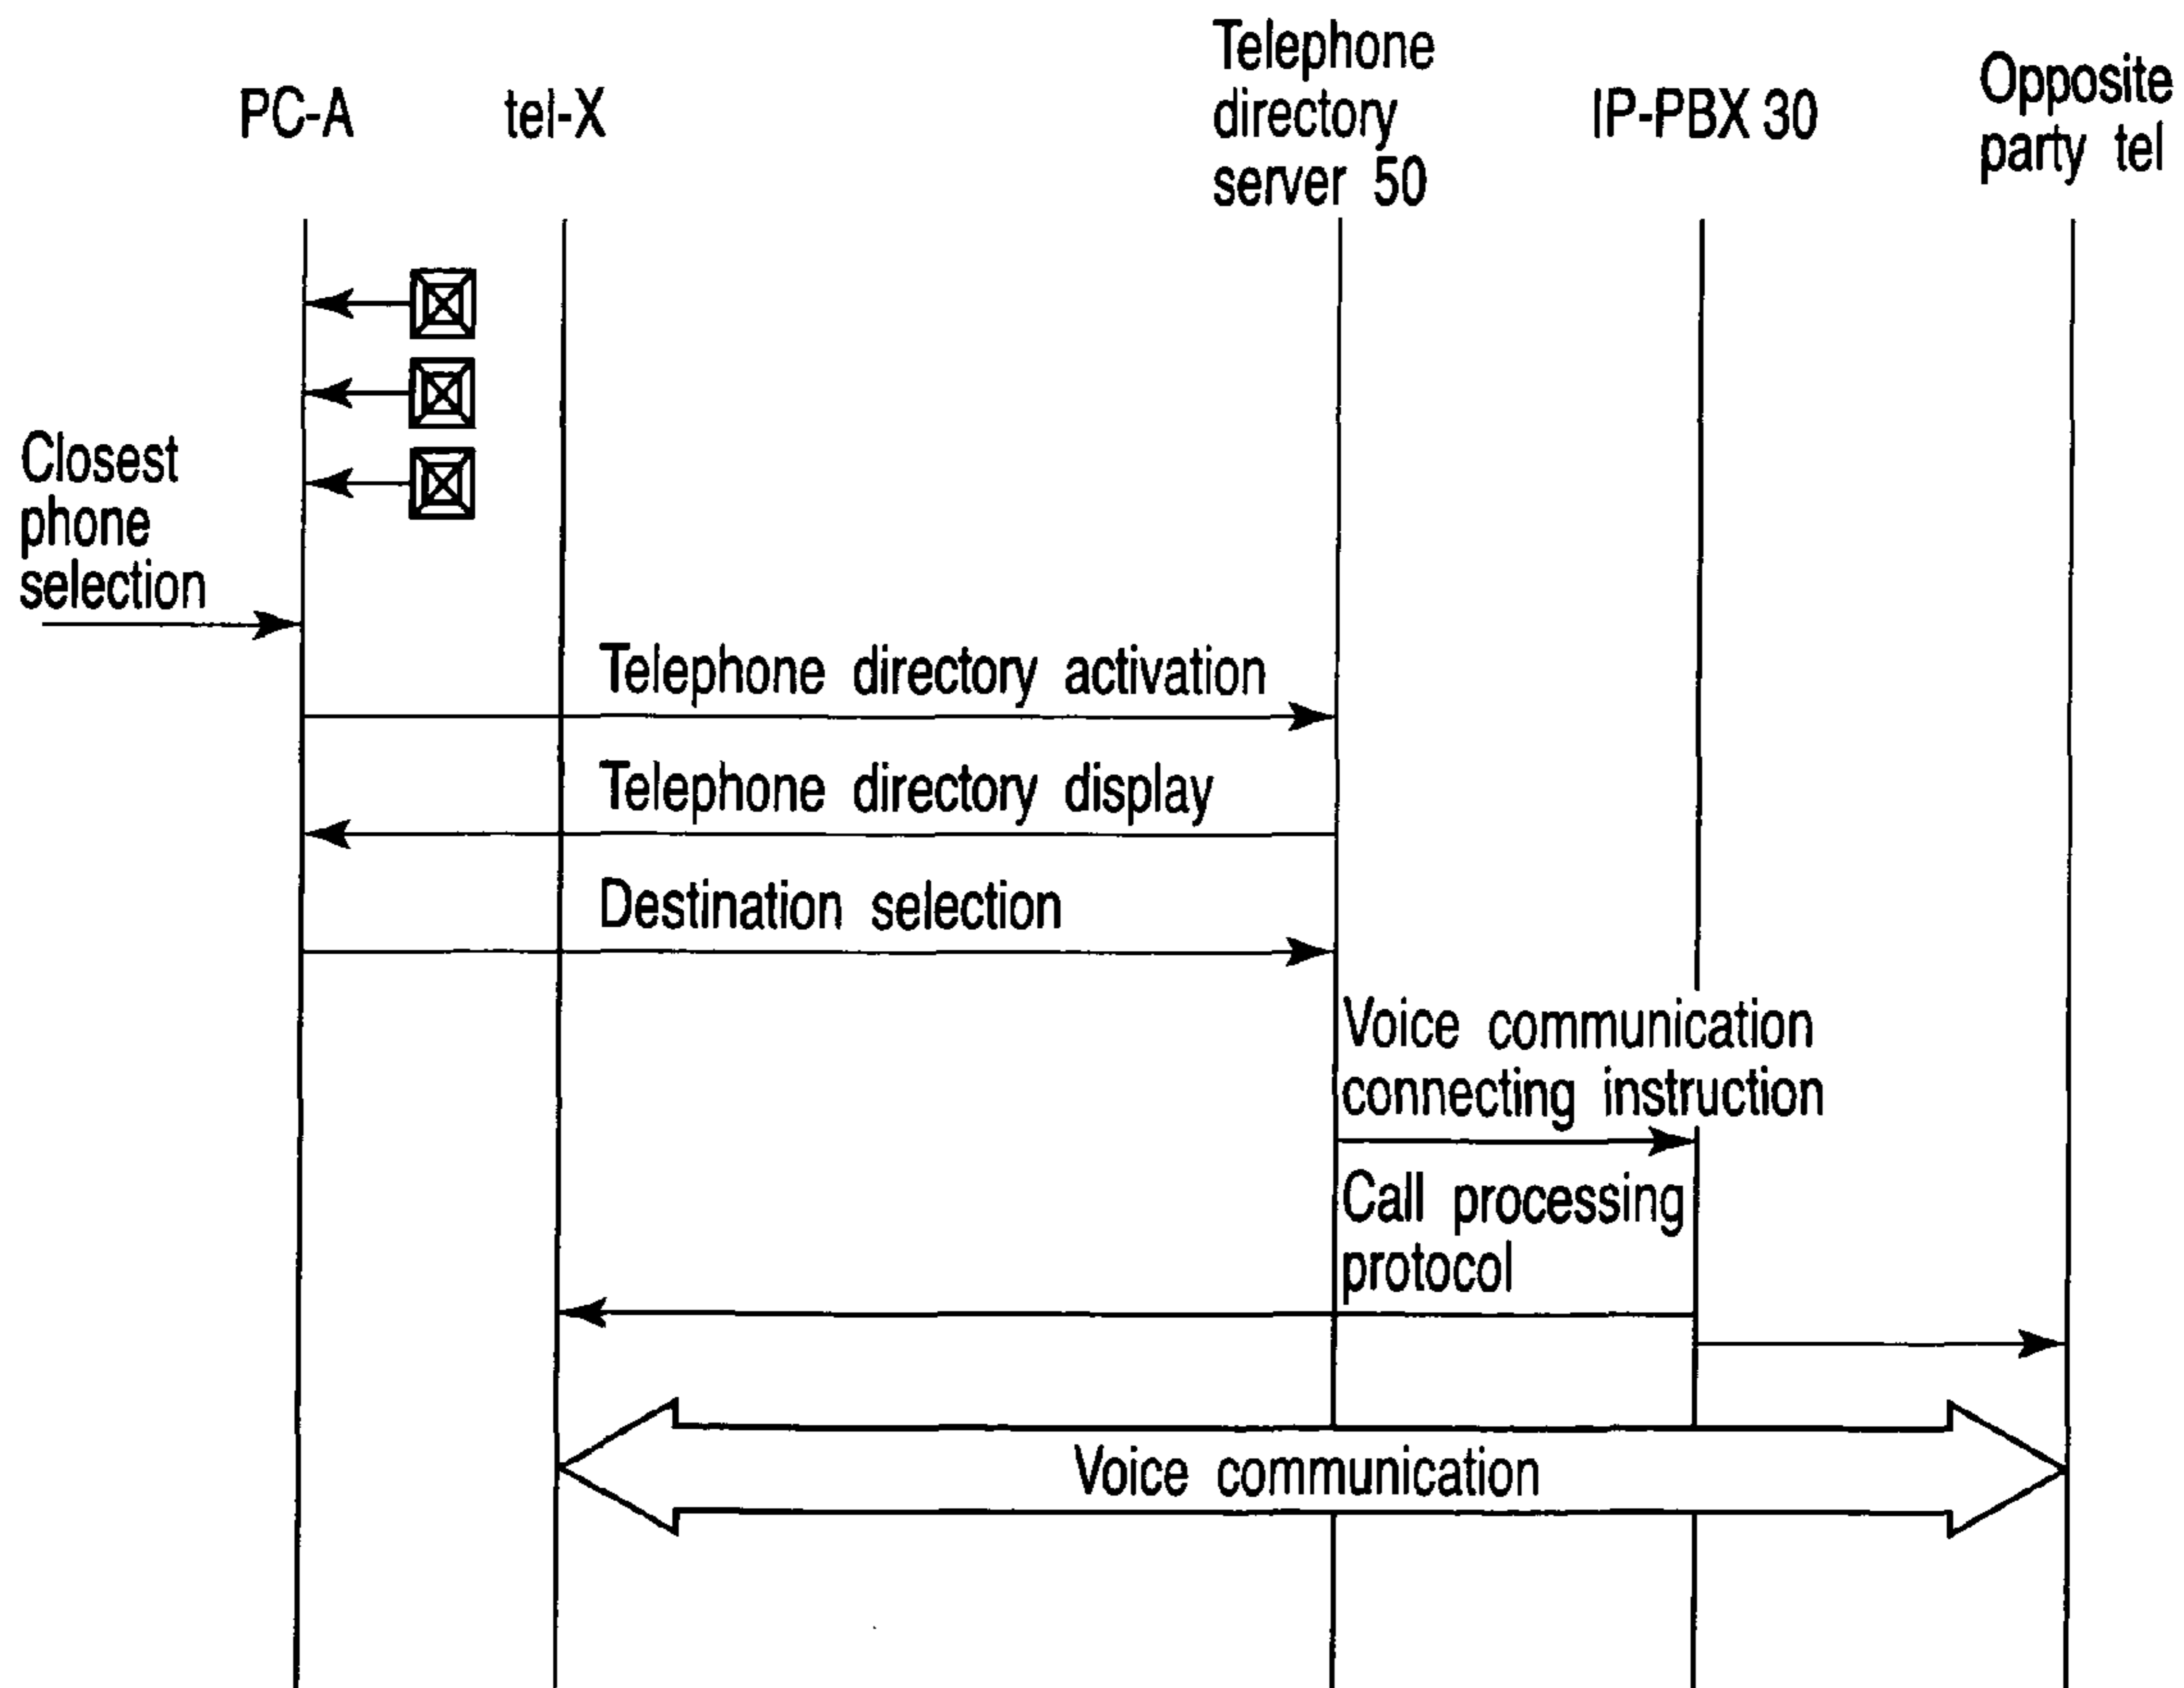 PC-A
tel-X
Telephone
directory
server 50
IP-PBX 30
Opposite
party tel
Closest
phone
selection
Telephone directory activation
Telephone directory display
Destination selection
Voice communication
connecting instruction
Call processing
protocol
Voice communication